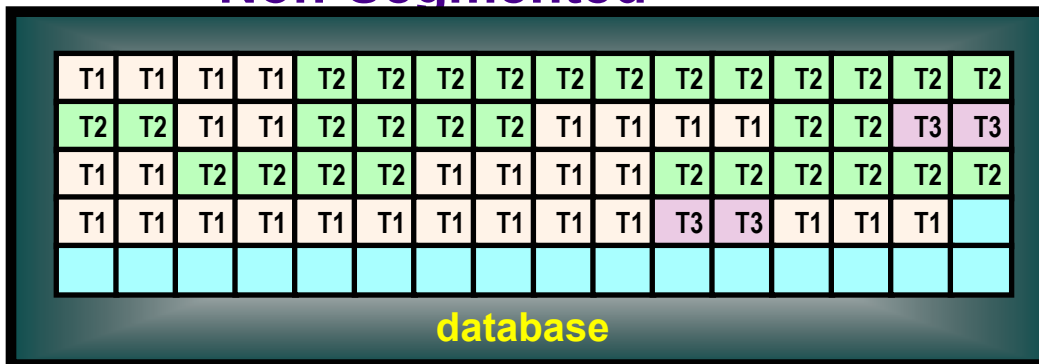 Non-Segmented
T1 T1 T1 T1 T2 T2 T2 T2 T2 T2 T2 T2 T2 T2 T2 T2
T2 T2 T1 T1 T2 T2 T2 T2 T1 T1 T1 T1 T2 T2 T3 T3
T1 T1 T2 T2 T2 T2 T1 T1 T1 T1 T2 T2 T2 T2 T2 T2
T1 T1 T1 T1 T1 T1 T1 T1 T1 T1 T3 T3 T1 T1 T1
database